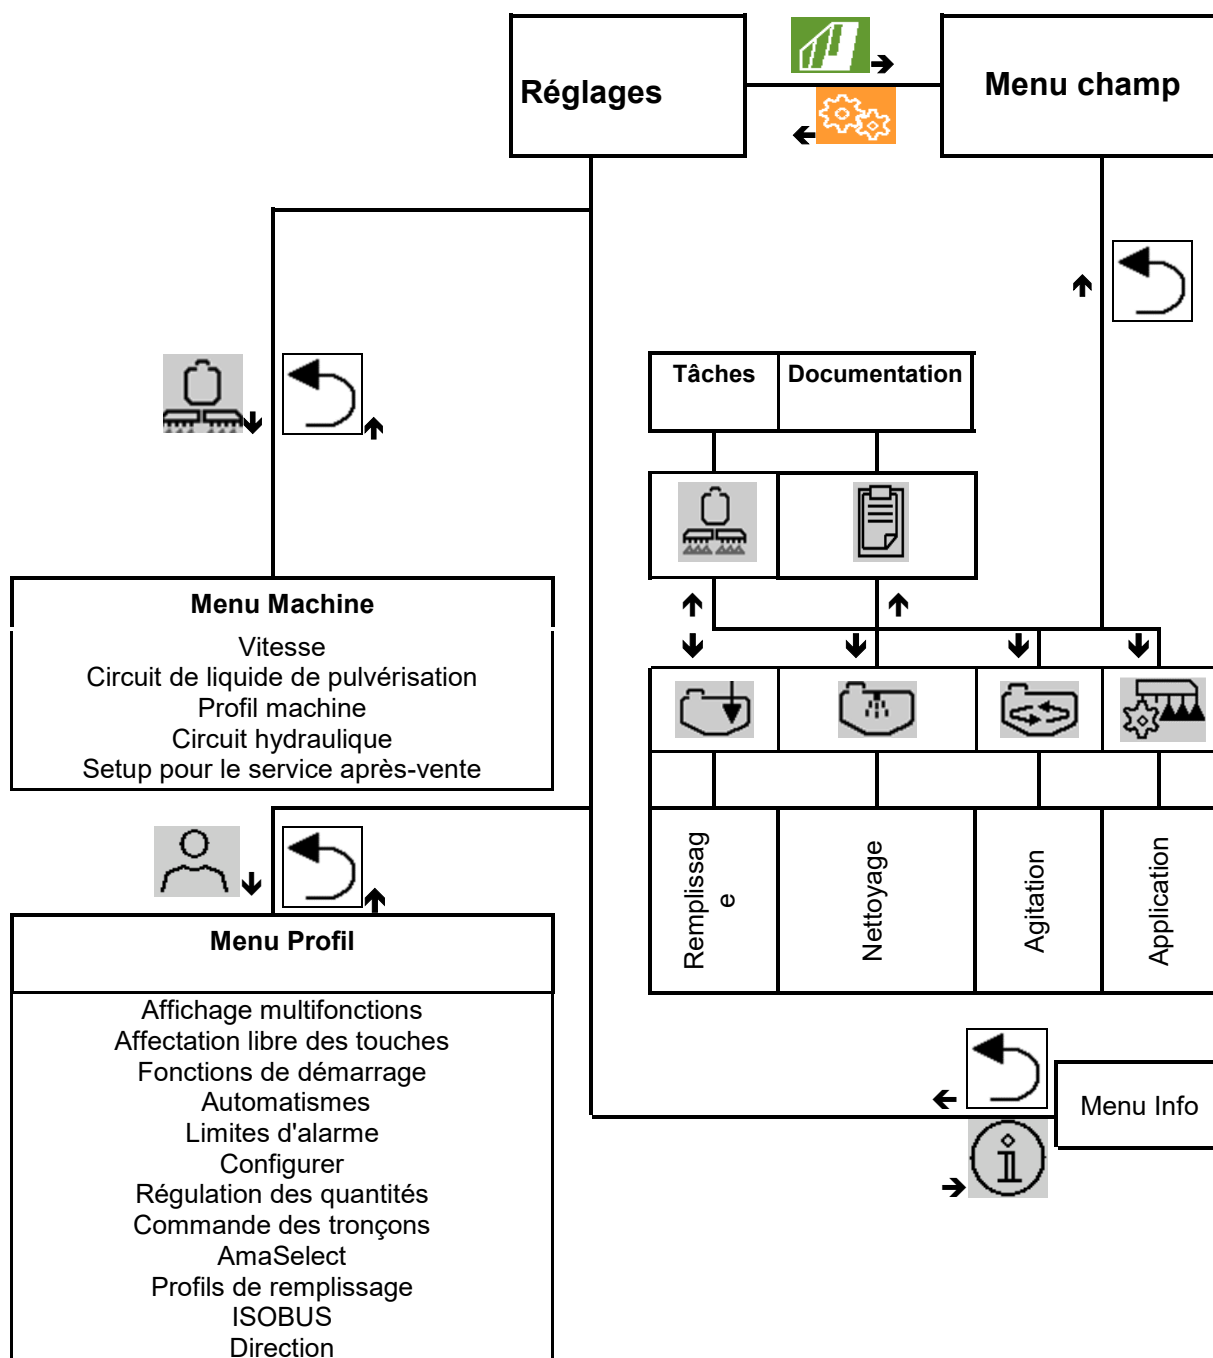 Réglages
Menu champ
Tâches
Documentation
Menu Machine
Vitesse
Circuit de liquide de pulvérisation
Profil machine
Circuit hydraulique
Setup pour le service après-vente
Remplissag
e
Nettoyage
Agitation
Application
Menu Profil
Affichage multifonctions
Affectation libre des touches
Fonctions de démarrage
Automatismes
Limites d'alarme
Configurer
Régulation des quantités
Commande des tronçons
AmaSelect
Profils de remplissage
ISOBUS
Direction
Menu Info